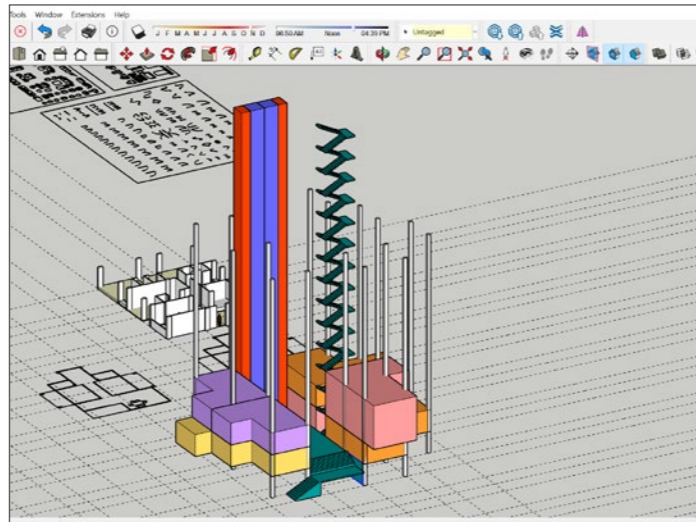 Tools Window Extensions Help
J F M A M J J A S O N D 06:50 AM Noon 04:39 PM Untagged